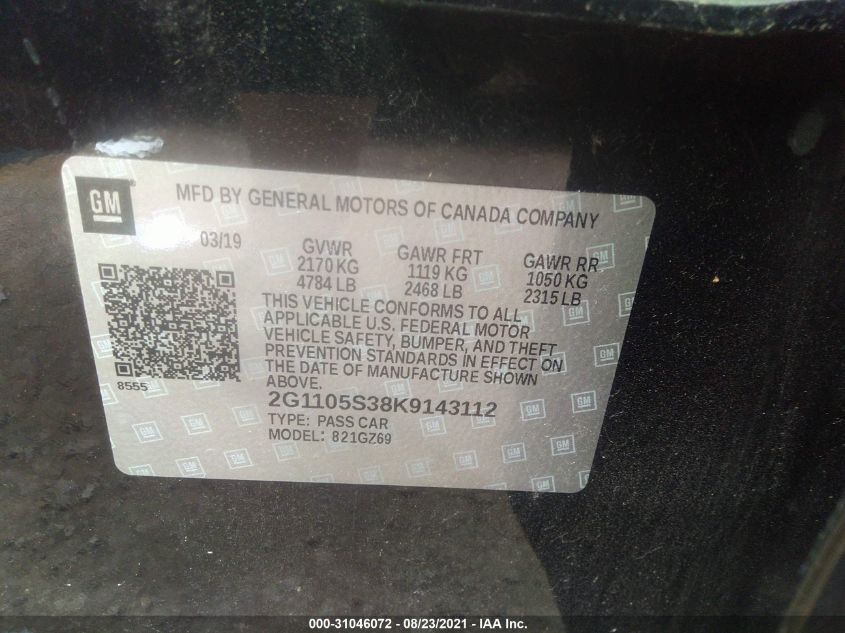 GM
MFD BY GENERAL MOTORS OF CANADA COMPANY
03/19
GVWR
2170 KG
4784 LB
GAWR FRT
1119 KG
2468 LB
GAWR RR
1050 KG
2315 LB
THIS VEHICLE CONFORMS TO ALL
APPLICABLE U.S. FEDERAL MOTOR
VEHICLE SAFETY, BUMPER, AND THEFT
PREVENTION STANDARDS IN EFFECT ON
THE DATE OF MANUFACTURE SHOWN
ABOVE.
8555
2G1105S38K9143112
TYPE: PASS CAR
MODEL: 821GZ69
000-31046072 - 08/23/2021 - IAA Inc.